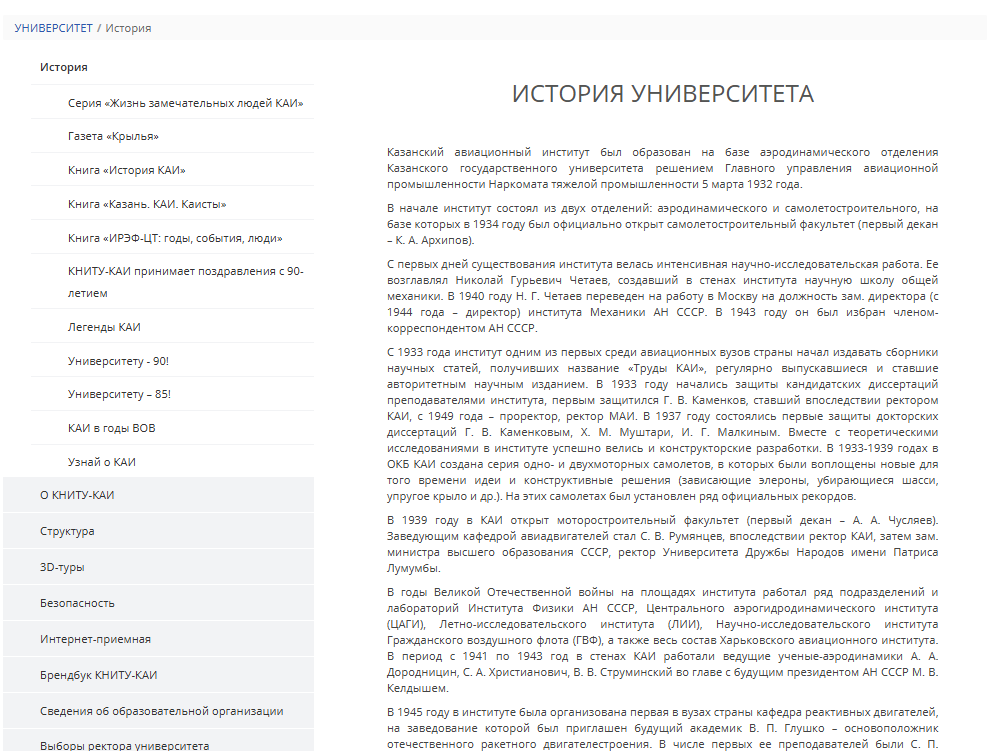 УНИВЕРСИТЕТ / История
История
Серия «Жизнь замечательных людей КАИ»
Газета «Крылья»
Книга «История КАИ»
Книга «Казань. КАИ. Каисты»
Книга «ИРЭФ-ЦТ: годы, события, люди»
КНИТУ-КАИ принимает поздравления с 90-
летием
Легенды КАИ
Университету - 90!
Университету – 85!
КАИ в годы ВОВ
Узнай о КАИ
О КНИТУ-КАИ
Структура
3D-туры
Безопасность
Интернет-приемная
Брендбук КНИТУ-КАИ
Сведения об образовательной организации
Выборы ректора университета
ИСТОРИЯ УНИВЕРСИТЕТА
Казанский авиационный институт был образован на базе аэродинамического отделения
Казанского государственного университета решением Главного управления авиационной
промышленности Наркомата тяжелой промышленности 5 марта 1932 года.
В начале институт состоял из двух отделений: аэродинамического и самолетостроительного, на
базе которых в 1934 году был официально открыт самолетостроительный факультет (первый декан
– К. А. Архипов).
С первых дней существования института велась интенсивная научно-исследовательская работа. Ее
возглавлял Николай Гурьевич Четаев, создавший в стенах института научную школу общей
механики. В 1940 году Н. Г. Четаев переведен на работу в Москву на должность зам. директора (с
1944 года – директор) института Механики АН СССР. В 1943 году он был избран членом-
корреспондентом АН СССР.
С 1933 года институт одним из первых среди авиационных вузов страны начал издавать сборники
научных статей, получивших название «Труды КАИ», регулярно выпускавшиеся и ставшие
авторитетным научным изданием. В 1933 году начались защиты кандидатских диссертаций
преподавателями института, первым защитился Г. В. Каменков, ставший впоследствии ректором
КАИ, с 1949 года – проректор, ректор МАИ. В 1937 году состоялись первые защиты докторских
диссертаций Г. В. Каменковым, Х. М. Муштари, И. Г. Малкиным. Вместе с теоретическими
исследованиями в институте успешно велись и конструкторские разработки. В 1933-1939 годах в
ОКБ КАИ создана серия одно- и двухмоторных самолетов, в которых были воплощены новые для
того времени идеи и конструктивные решения (зависающие элероны, убирающиеся шасси,
упругое крыло и др.). На этих самолетах был установлен ряд официальных рекордов.
В 1939 году в КАИ открыт моторостроительный факультет (первый декан – А. А. Чусляев).
Заведующим кафедрой авиадвигателей стал С. В. Румянцев, впоследствии ректор КАИ, затем зам.
министра высшего образования СССР, ректор Университета Дружбы Народов имени Патриса
Лумумбы.
В годы Великой Отечественной войны на площадях института работал ряд подразделений и
лабораторий Института Физики АН СССР, Центрального аэрогидродинамического института
(ЦАГИ), Летно-исследовательского института (ЛИИ), Научно-исследовательского института
Гражданского воздушного флота (ГВФ), а также весь состав Харьковского авиационного института.
В период с 1941 по 1943 год в стенах КАИ работали ведущие ученые-аэродинамики А. А.
Дородницин, С. А. Христианович, В. В. Струминский во главе с будущим президентом АН СССР М. В.
Келдышем.
В 1945 году в институте была организована первая в вузах страны кафедра реактивных двигателей,
на заведование которой был приглашен будущий академик В. П. Глушко – основоположник
отечественного ракетного двигателестроения. В числе первых ее преподавателей были С. П.